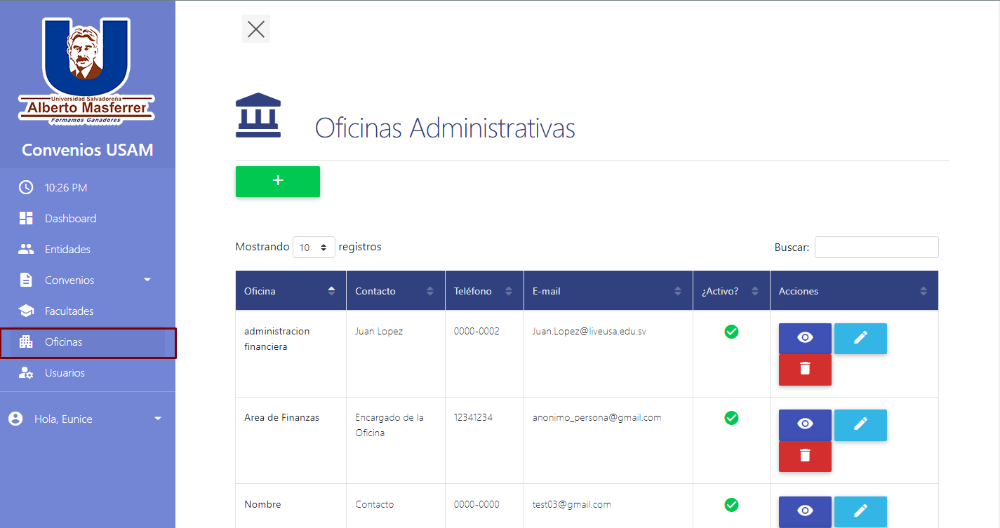 Universidad Salvadoreña
Alberto Masferrer
Formamos Ganadores
Convenios USAM
10:26 PM
Dashboard
Entidades
Convenios
Facultades
Oficinas
Usuarios
Hola, Eunice
Oficinas Administrativas
+
Mostrando 10 registros
Buscar:
Oficina Contacto Teléfono E-mail ¿Activo? Acciones
administracion Juan Lopez 0000-0002 Juan.Lopez@liveusa.edu.sv
financiera
Area de Finanzas Encargado de la 12341234 anonimo_persona@gmail.com
Oficina
Nombre Contacto 0000-0000 test03@gmail.com